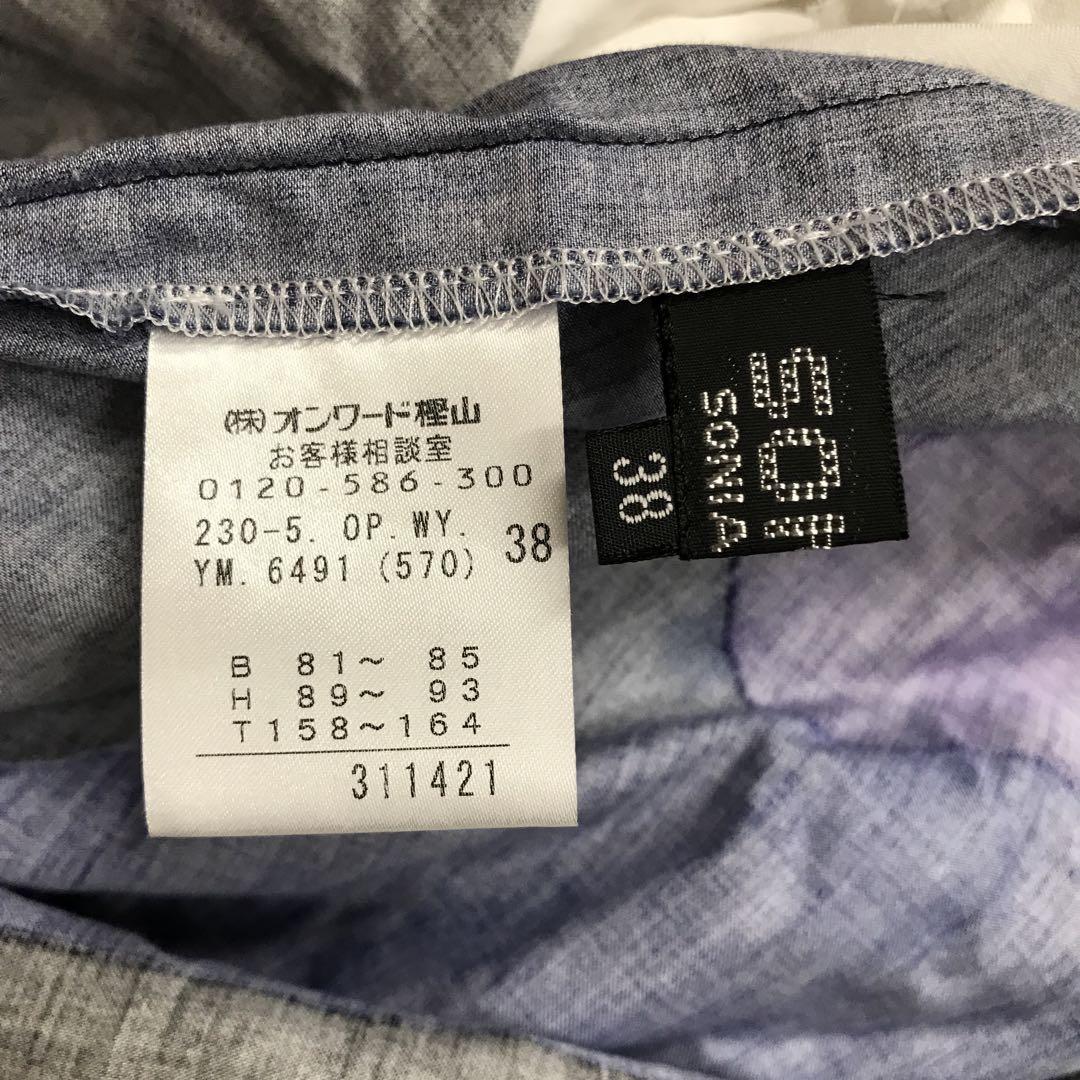 (株)オンワード樫山
お客様相談室
0120-586-300
230-5. OP. WY.
YM. 6491 (570) 38
B 81~ 85
H 89~ 93
T158~164
311421
38
SONIA